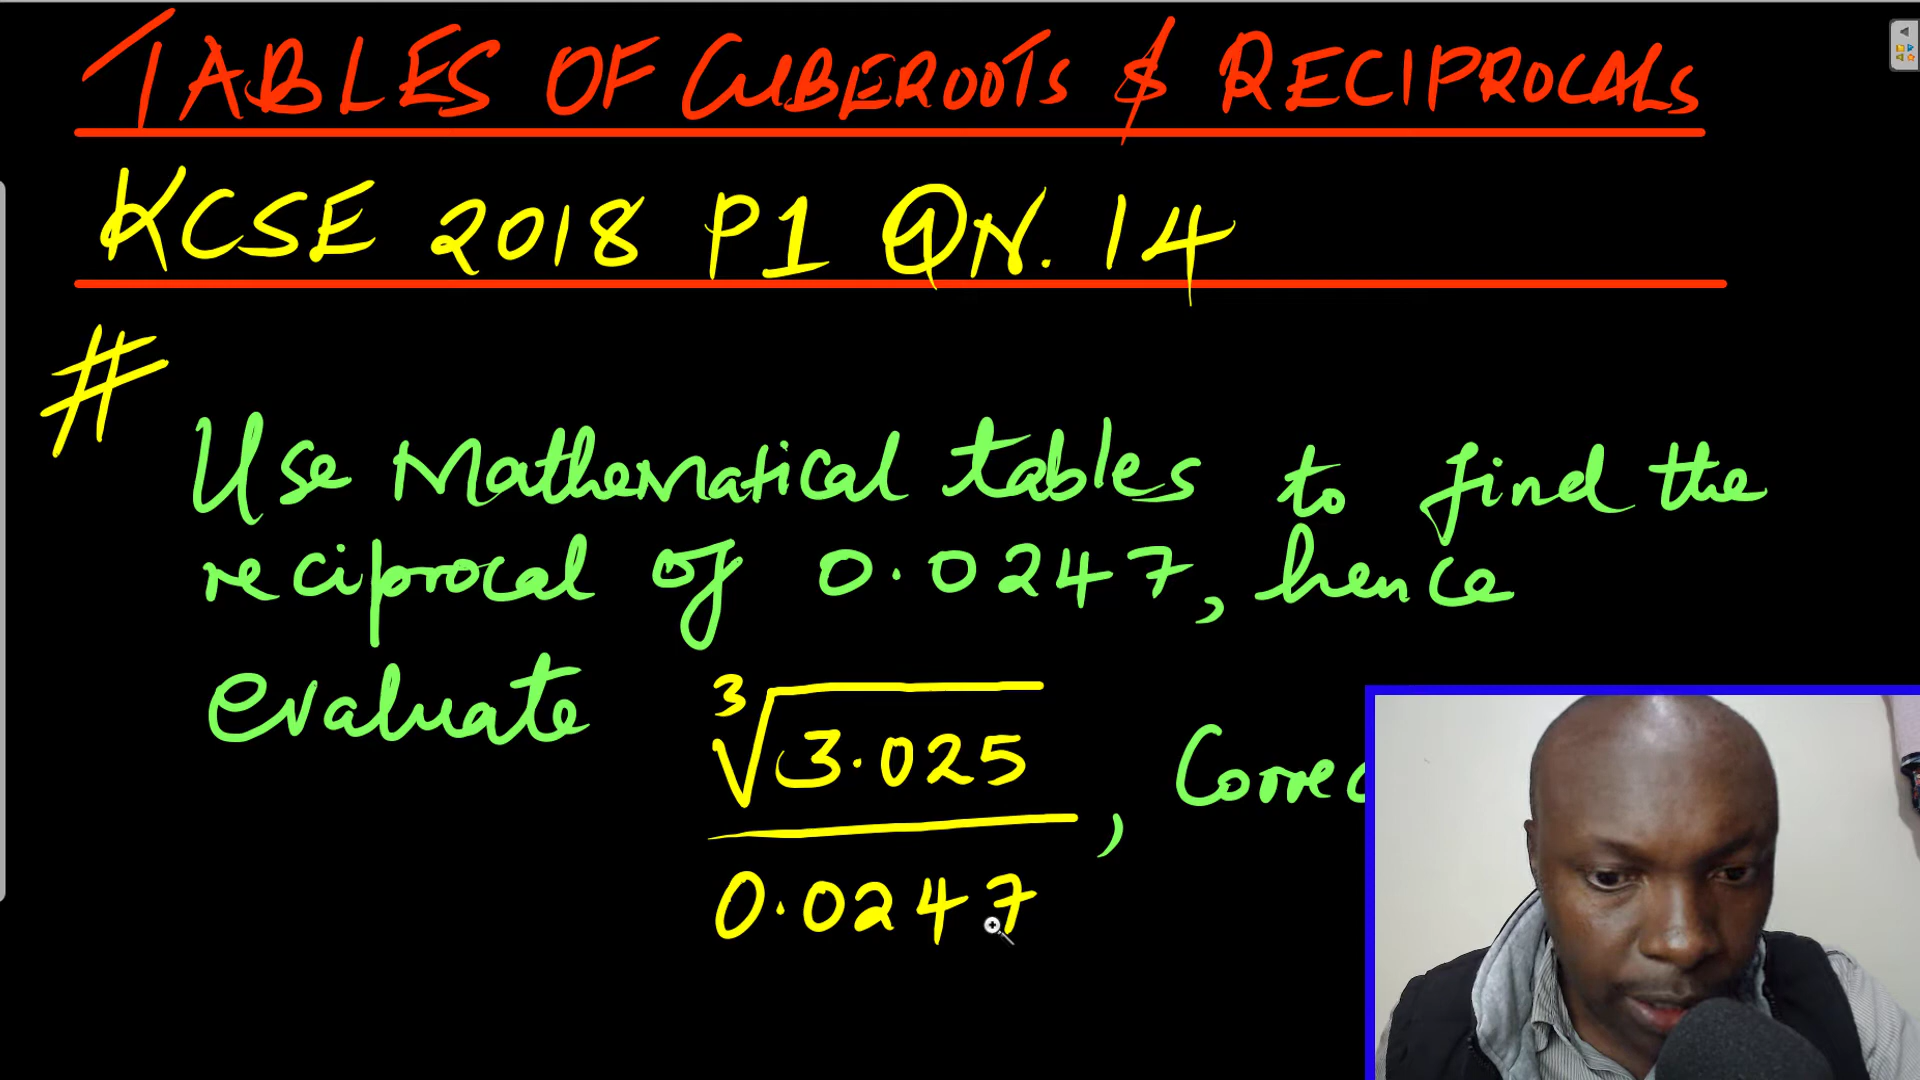 TABLES OF CUBEROOTS & RECIPROCALS
KCSE 2018 P1 QN. 14
#
Use Mathematical tables to find the
reciprocal of 0.0247, hence
evaluate ∛3.025 / 0.0247, Correc